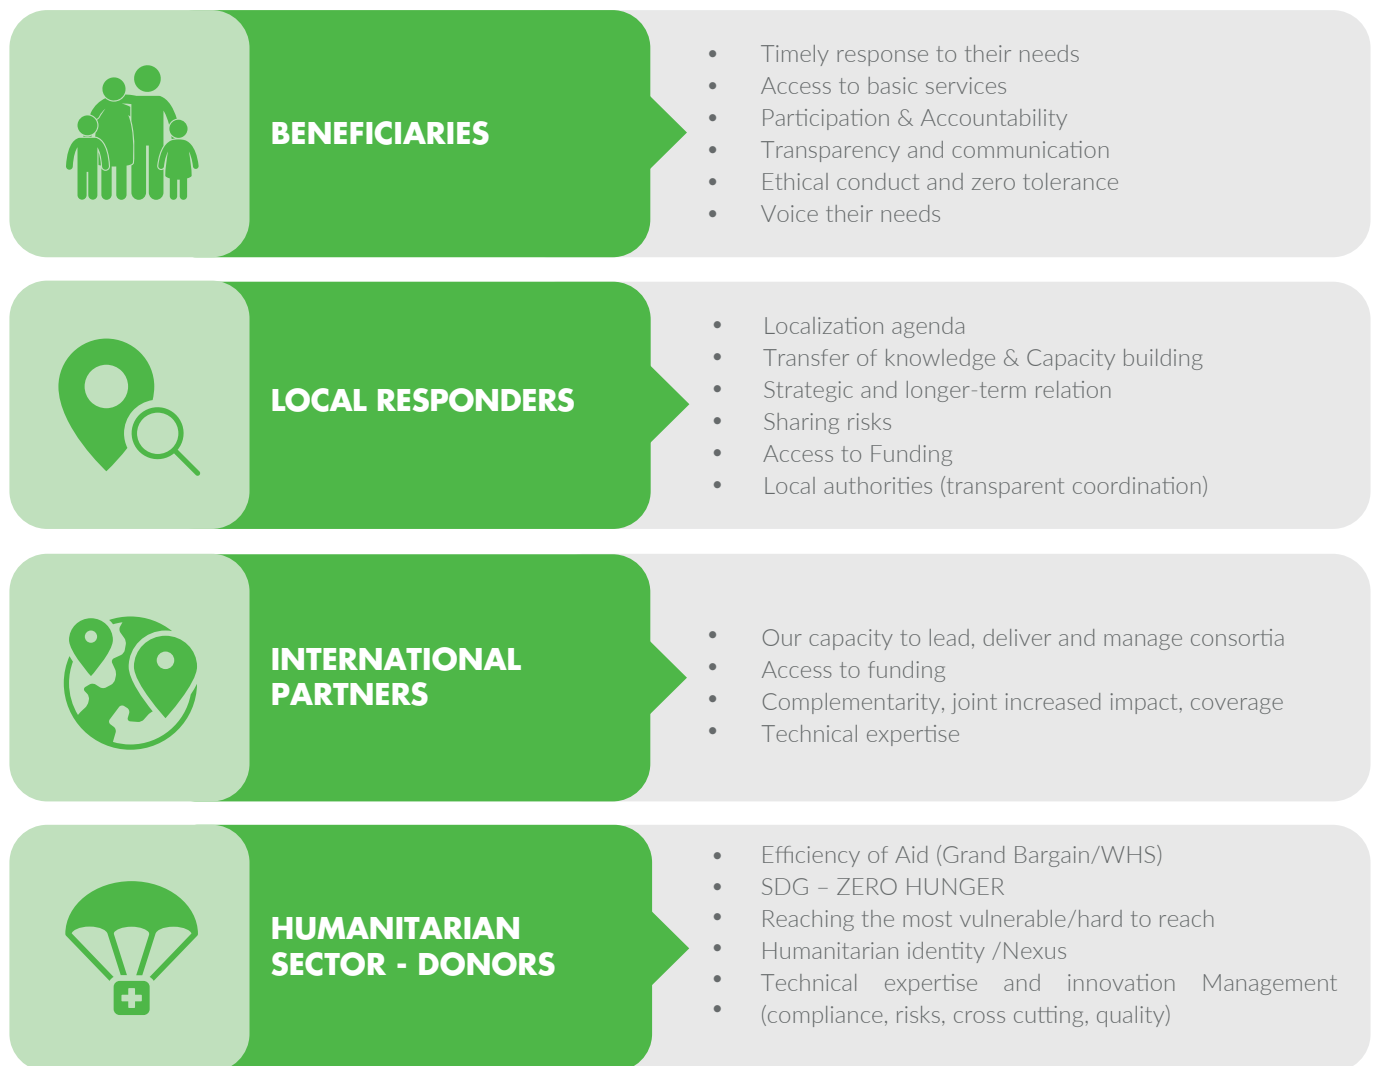 BENEFICIARIES
• Timely response to their needs
• Access to basic services
• Participation & Accountability
• Transparency and communication
• Ethical conduct and zero tolerance
• Voice their needs
LOCAL RESPONDERS
• Localization agenda
• Transfer of knowledge & Capacity building
• Strategic and longer-term relation
• Sharing risks
• Access to Funding
• Local authorities (transparent coordination)
INTERNATIONAL
PARTNERS
• Our capacity to lead, deliver and manage consortia
• Access to funding
• Complementarity, joint increased impact, coverage
• Technical expertise
HUMANITARIAN
SECTOR - DONORS
• Efficiency of Aid (Grand Bargain/WHS)
• SDG – ZERO HUNGER
• Reaching the most vulnerable/hard to reach
• Humanitarian identity /Nexus
• Technical expertise and innovation Management
• (compliance, risks, cross cutting, quality)